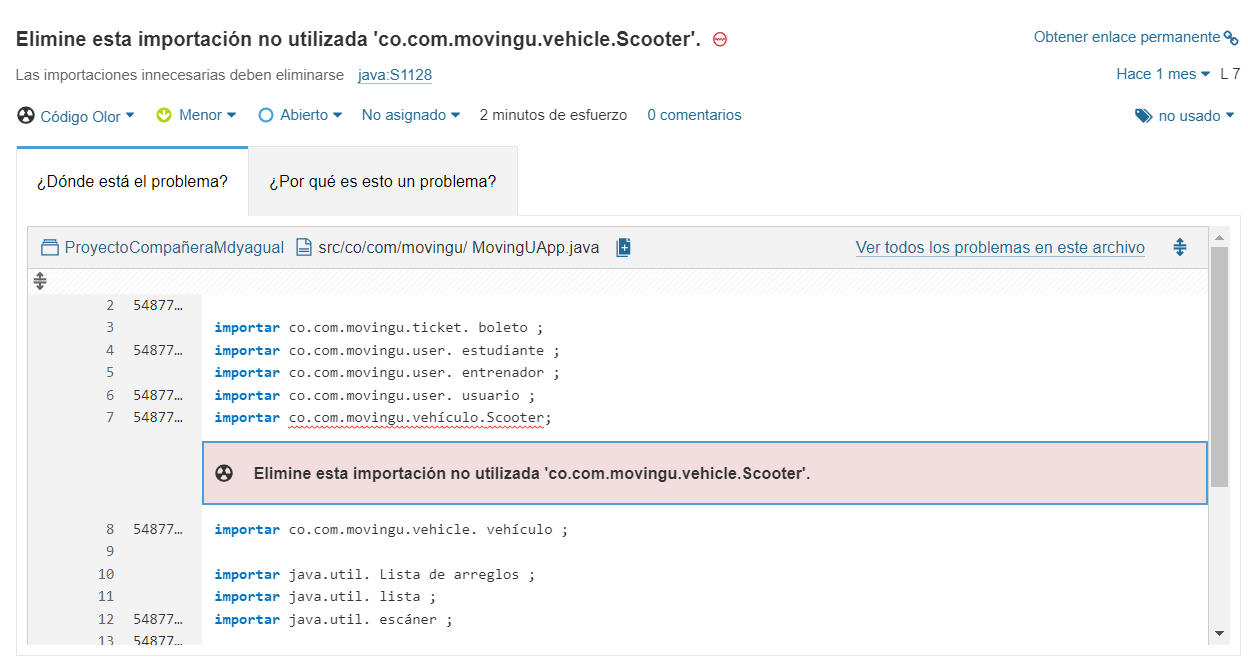 Elimine esta importación no utilizada 'co.com.movingu.vehicle.Scooter'.
Obtener enlace permanente
Las importaciones innecesarias deben eliminarse java:S1128
Hace 1 mes L 7
Código Olor Menor Abierto No asignado 2 minutos de esfuerzo 0 comentarios
no usado
¿Dónde está el problema? ¿Por qué es esto un problema?
ProyectoCompañeraMdyagual src/co/com/movingu/ MovingUApp.java Ver todos los problemas en este archivo
2 54877…
3 importar co.com.movingu.ticket. boleto ;
4 54877… importar co.com.movingu.user. estudiante ;
5 importar co.com.movingu.user. entrenador ;
6 54877… importar co.com.movingu.user. usuario ;
7 54877… importar co.com.movingu.vehículo.Scooter;
Elimine esta importación no utilizada 'co.com.movingu.vehicle.Scooter'.
8 54877… importar co.com.movingu.vehicle. vehículo ;
9
10 importar java.util. Lista de arreglos ;
11 importar java.util. lista ;
12 54877… importar java.util. escáner ;
13 54877…